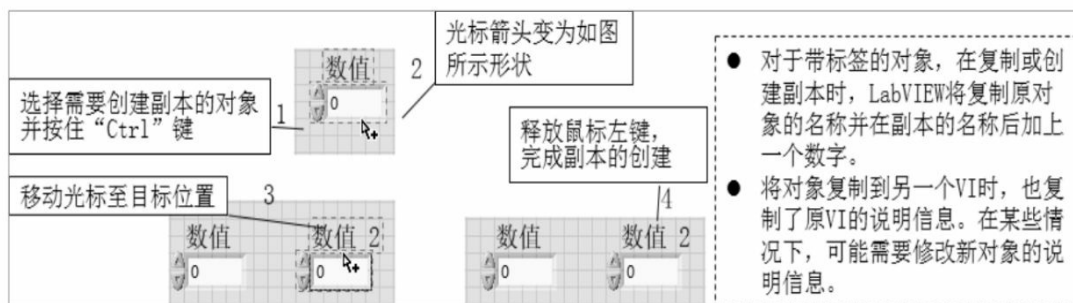 光标箭头变为如图
所示形状
数值
2
0
选择需要创建副本的对象
并按住“Ctrl”键
1
释放鼠标左键，
完成副本的创建
移动光标至目标位置
3
4
数值
数值 2
0
0
数值
数值 2
0
0
● 对于带标签的对象，在复制或创
建副本时，LabVIEW将复制原对
象的名称并在副本的名称后加上
一个数字。
● 将对象复制到另一个VI时，也复
制了原VI的说明信息。在某些情
况下，可能需要修改新对象的说
明信息。